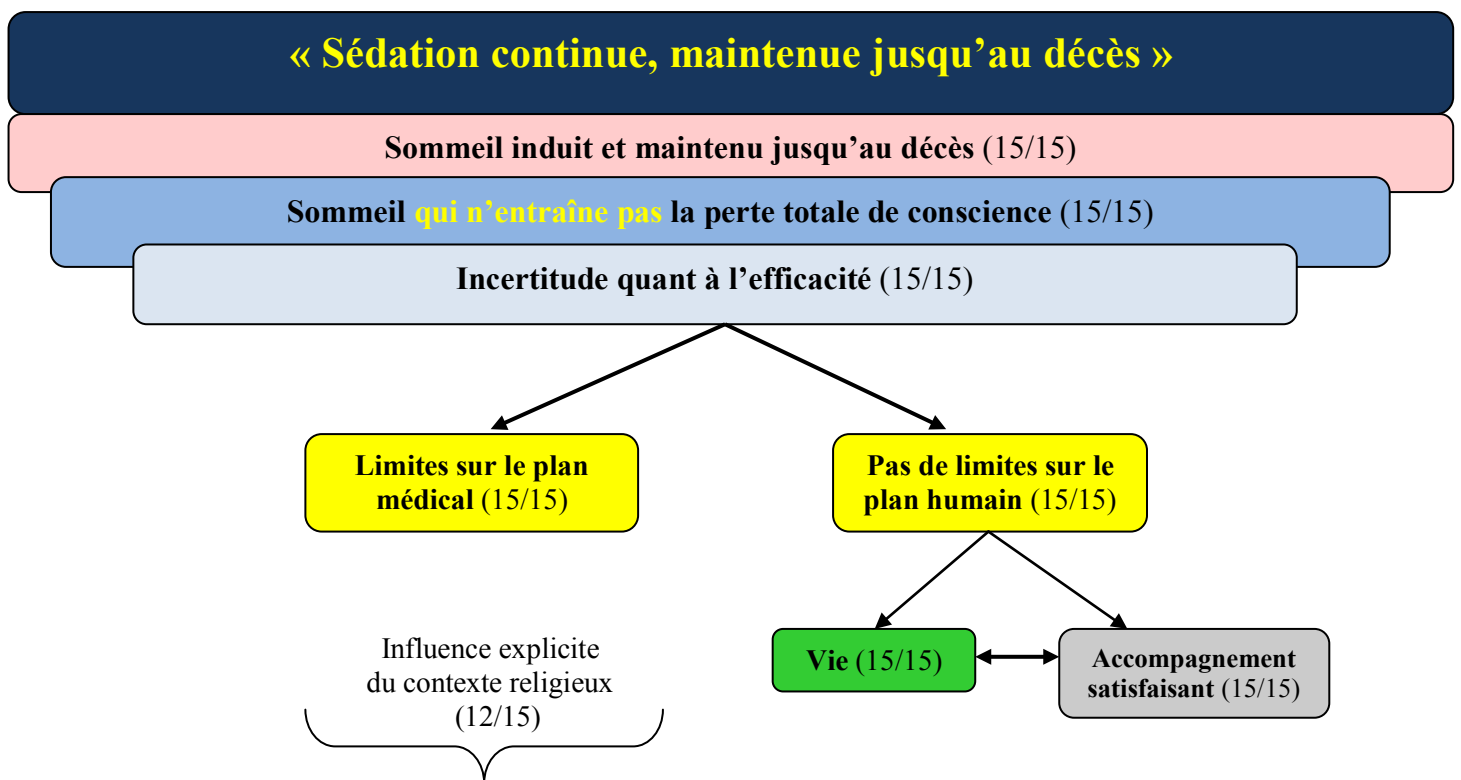 « Sédation continue, maintenue jusqu’au décès »
Sommeil induit et maintenu jusqu’au décès (15/15)
Sommeil qui n’entraîne pas la perte totale de conscience (15/15)
Incertitude quant à l’efficacité (15/15)
Limites sur le plan
médical (15/15)
Pas de limites sur le
plan humain (15/15)
Influence explicite
du contexte religieux
(12/15)
Vie (15/15)
Accompagnement
satisfaisant (15/15)